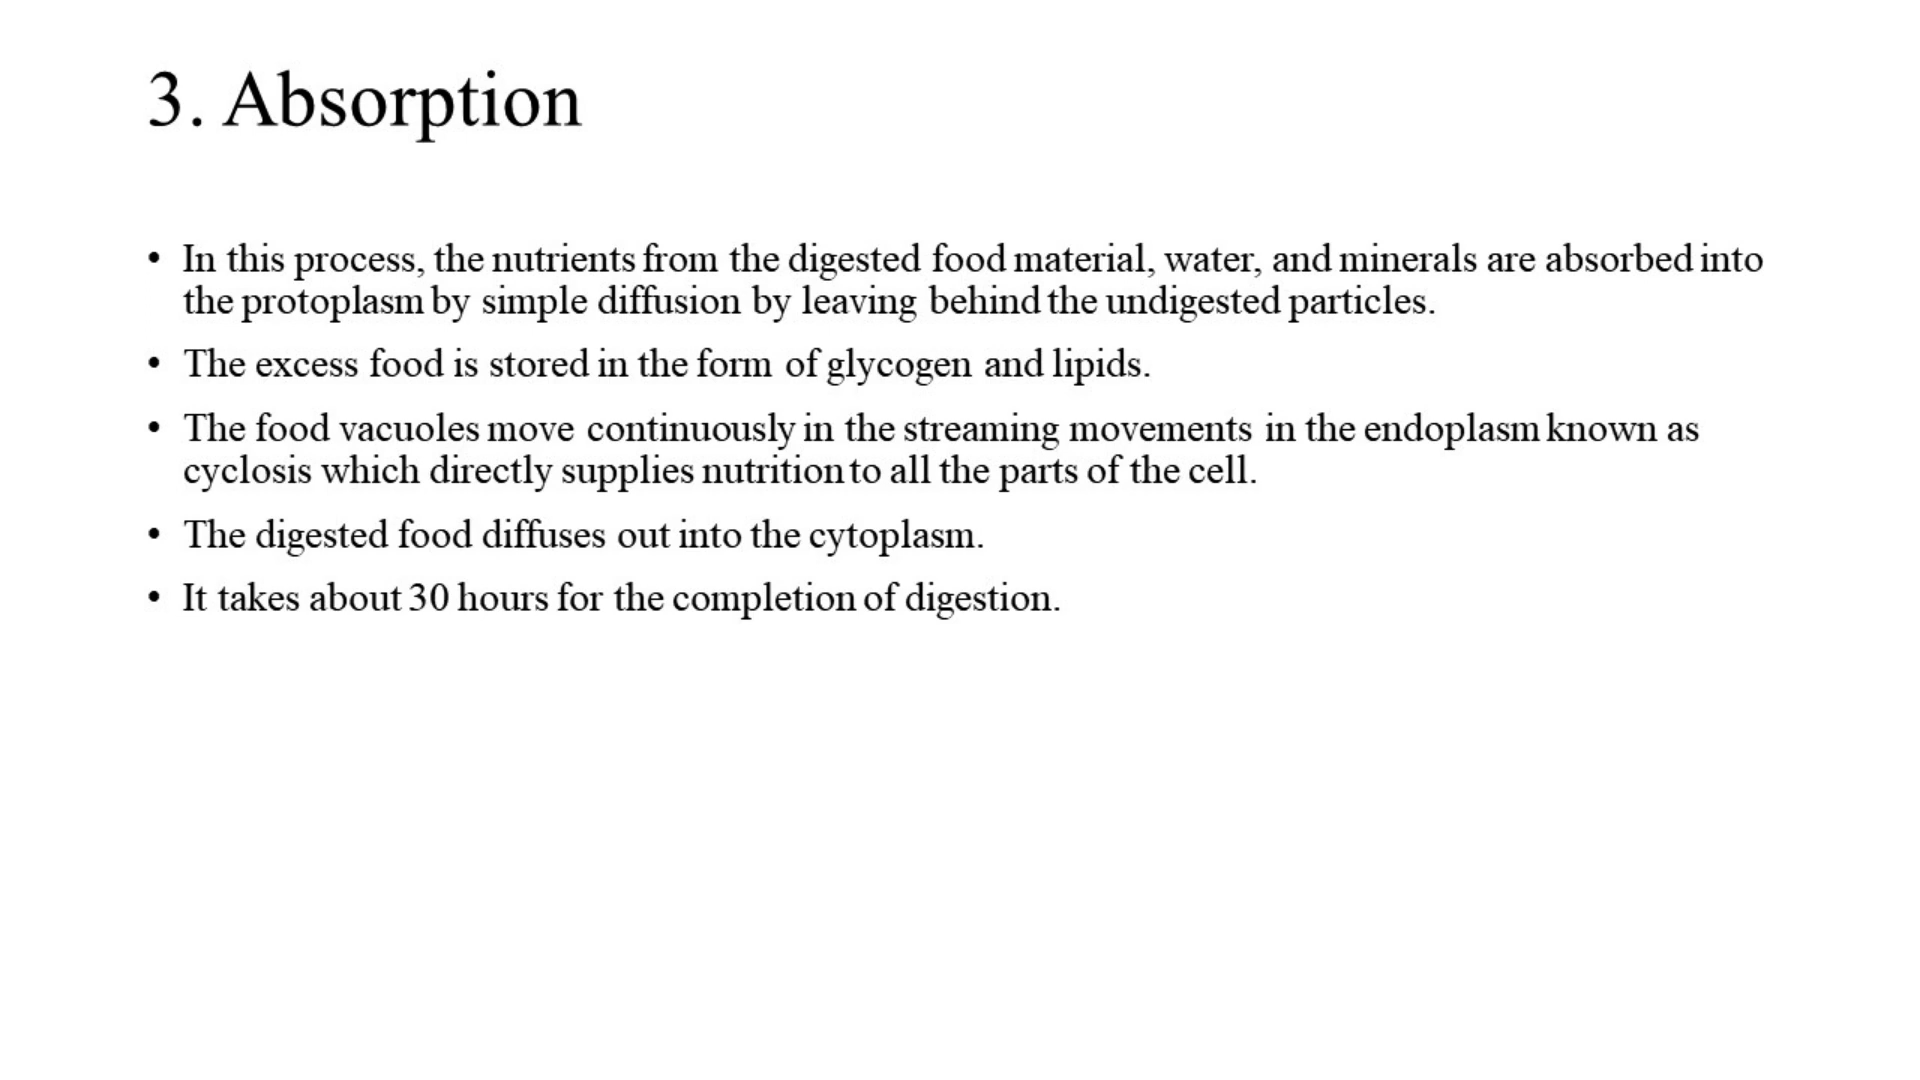 3. Absorption
• In this process, the nutrients from the digested food material, water, and minerals are absorbed into
the protoplasm by simple diffusion by leaving behind the undigested particles.
• The excess food is stored in the form of glycogen and lipids.
• The food vacuoles move continuously in the streaming movements in the endoplasm known as
cyclosis which directly supplies nutrition to all the parts of the cell.
• The digested food diffuses out into the cytoplasm.
• It takes about 30 hours for the completion of digestion.